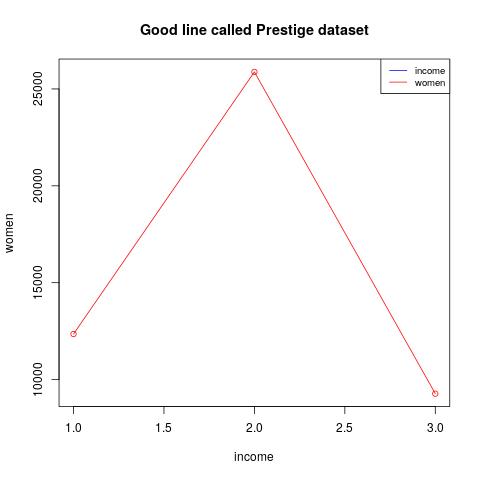 Good line called Prestige dataset
income
women
women
25000
20000
15000
10000
1.0 1.5 2.0 2.5 3.0
income